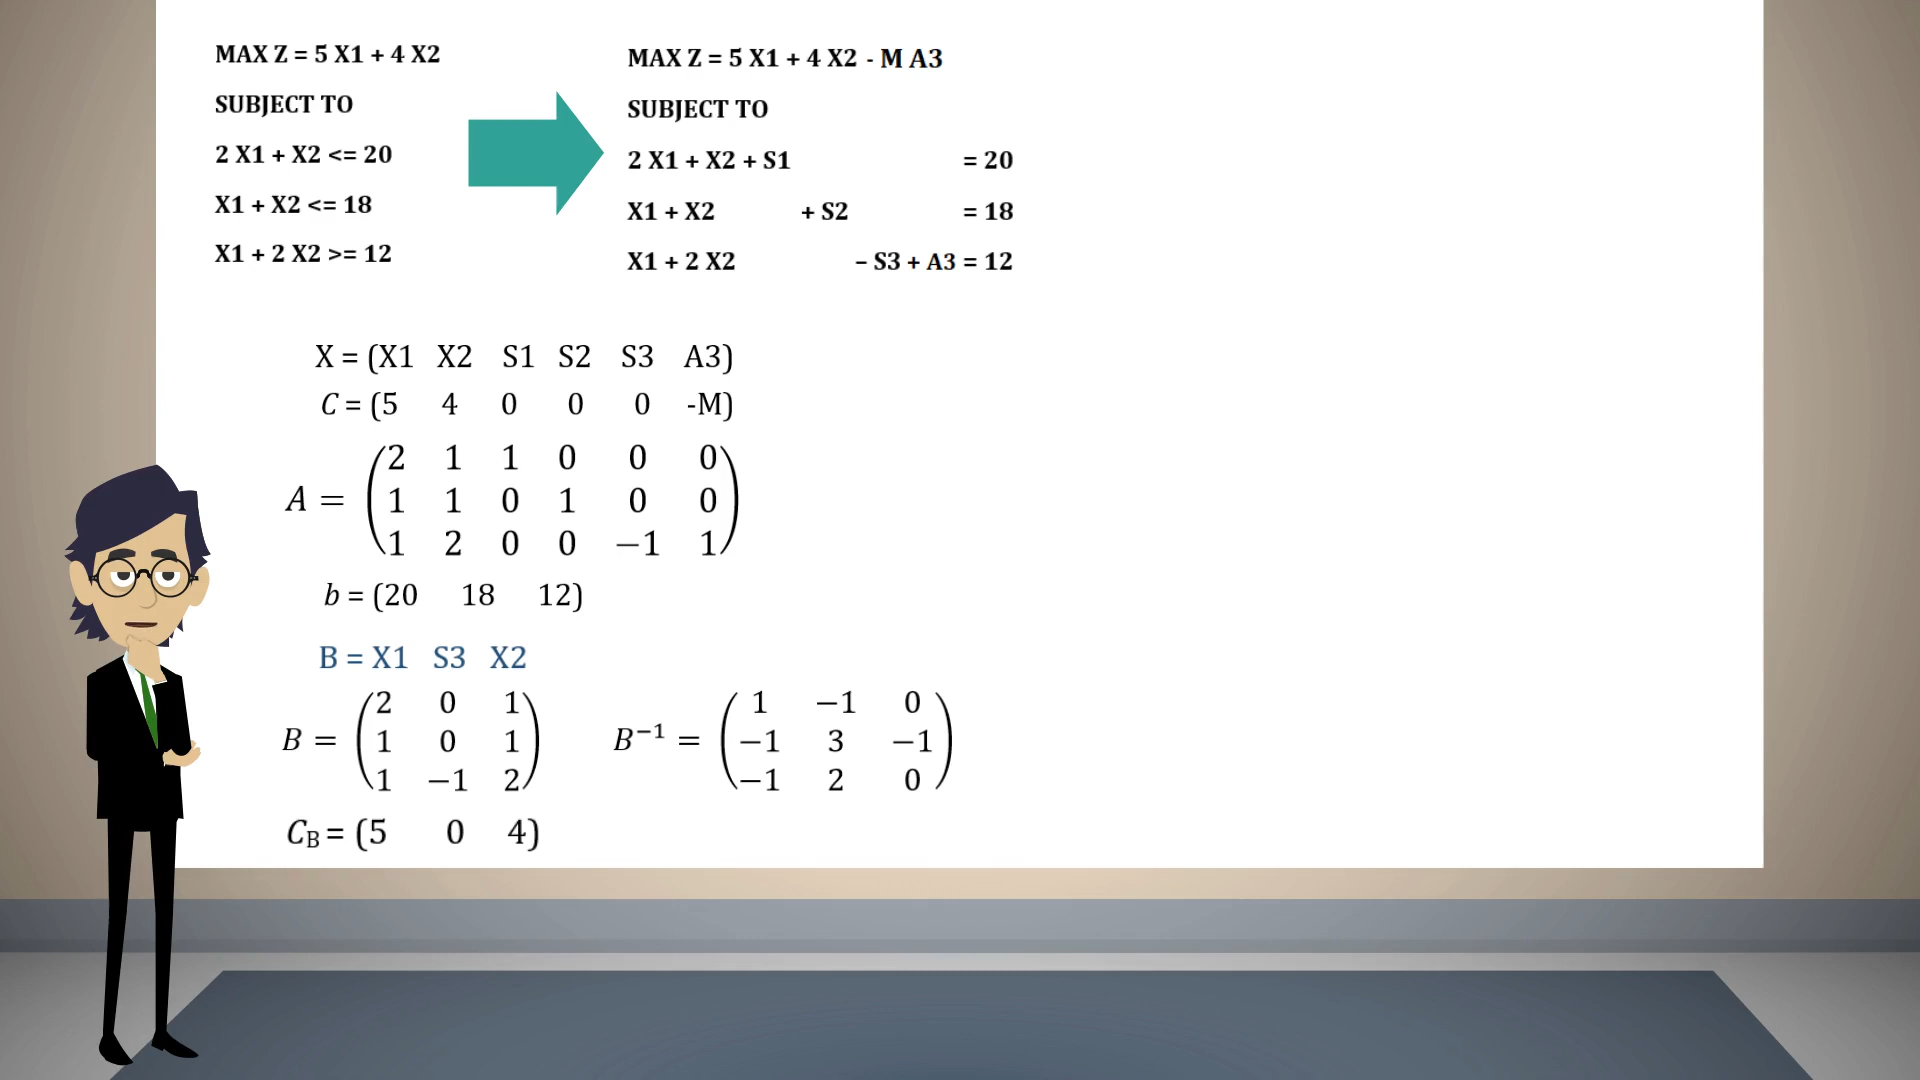 MAX Z = 5 X1 + 4 X2
SUBJECT TO
2 X1 + X2 <= 20
X1 + X2 <= 18
X1 + 2 X2 >= 12
MAX Z = 5 X1 + 4 X2 - M A3
SUBJECT TO
2 X1 + X2 + S1 = 20
X1 + X2 + S2 = 18
X1 + 2 X2 – S3 + A3 = 12
X = (X1 X2 S1 S2 S3 A3)
C = (5 4 0 0 0 -M)
A = (2 1 1 0 0 0
1 1 0 1 0 0
1 2 0 0 −1 1)
b = (20 18 12)
B = X1 S3 X2
B = (2 0 1
1 0 1
1 −1 2)
B⁻¹ = (1 −1 0
−1 3 −1
−1 2 0)
C_B = (5 0 4)